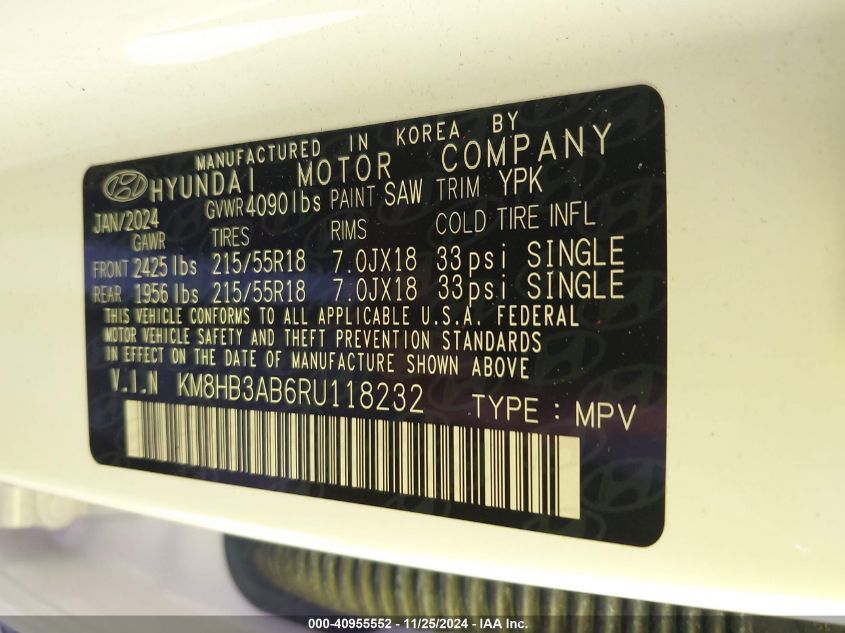 MANUFACTURED IN KOREA BY
HYUNDAI MOTOR COMPANY
JAN/2024 GVWR 4090lbs PAINT SAW TRIM YPK
GAWR TIRES RIMS COLD TIRE INFL
FRONT 2425 lbs 215/55R18 7.0JX18 33psi SINGLE
REAR 1956 lbs 215/55R18 7.0JX18 33psi SINGLE
THIS VEHICLE CONFORMS TO ALL APPLICABLE U.S.A. FEDERAL
MOTOR VEHICLE SAFETY AND THEFT PREVENTION STANDARDS
IN EFFECT ON THE DATE OF MANUFACTURE SHOWN ABOVE
V.I.N KM8HB3AB6RU118232 TYPE : MPV
000-40955552 - 11/25/2024 - IAA Inc.